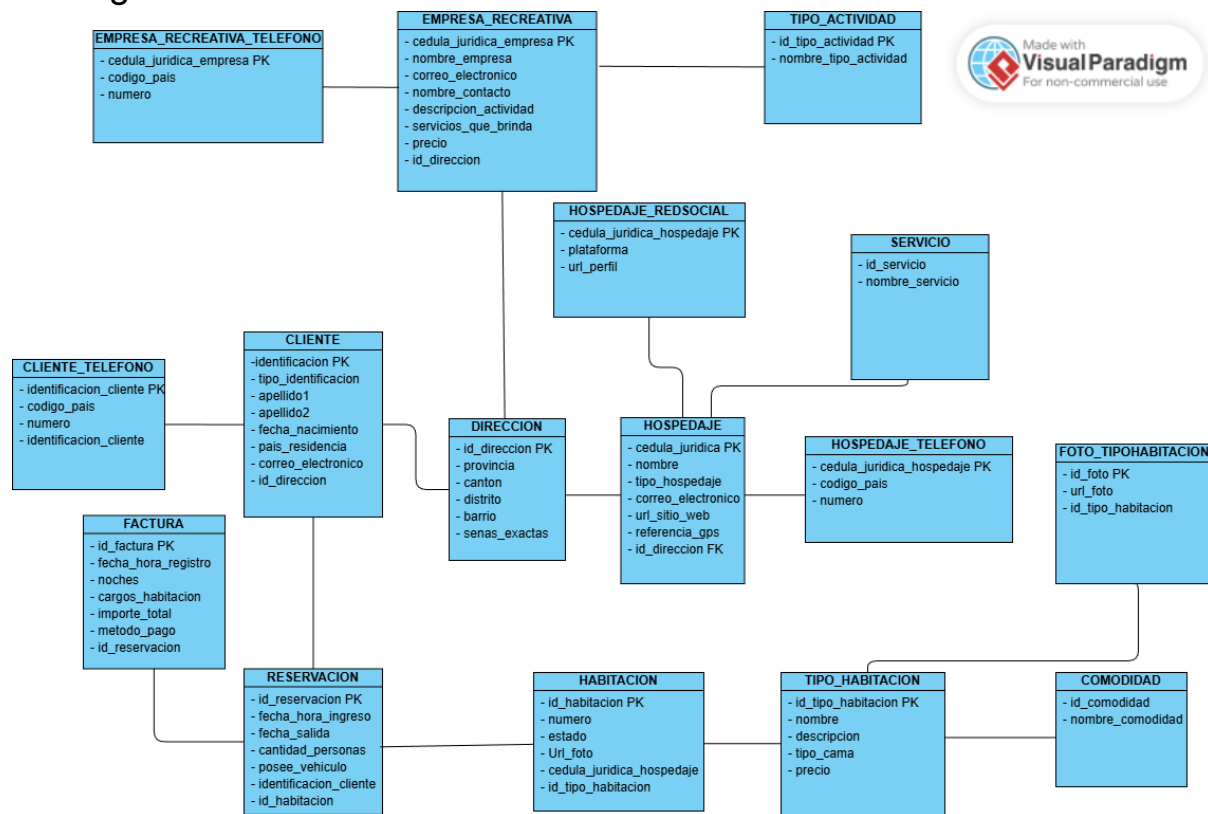 EMPRESA_RECREATIVA_TELEFONO
- cedula_juridica_empresa PK
- codigo_pais
- numero
EMPRESA_RECREATIVA
- cedula_juridica_empresa PK
- nombre_empresa
- correo_electronico
- nombre_contacto
- descripcion_actividad
- servicios_que_brinda
- precio
- id_direccion
TIPO_ACTIVIDAD
- id_tipo_actividad PK
- nombre_tipo_actividad
Made with
Visual Paradigm
For non-commercial use
HOSPEDAJE_REDSOCIAL
- cedula_juridica_hospedaje PK
- plataforma
- url_perfil
SERVICIO
- id_servicio
- nombre_servicio
CLIENTE_TELEFONO
- identificacion_cliente PK
- codigo_pais
- numero
- identificacion_cliente
CLIENTE
-identificacion PK
- tipo_identificacion
- apellido1
- apellido2
- fecha_nacimiento
- pais_residencia
- correo_electronico
- id_direccion
DIRECCION
- id_direccion PK
- provincia
- canton
- distrito
- barrio
- senas_exactas
HOSPEDAJE
- cedula_juridica PK
- nombre
- tipo_hospedaje
- correo_electronico
- url_sitio_web
- referencia_gps
- id_direccion FK
HOSPEDAJE_TELEFONO
- cedula_juridica_hospedaje PK
- codigo_pais
- numero
FOTO_TIPOHABITACION
- id_foto PK
- url_foto
- id_tipo_habitacion
FACTURA
- id_factura PK
- fecha_hora_registro
- noches
- cargos_habitacion
- importe_total
- metodo_pago
- id_reservacion
RESERVACION
- id_reservacion PK
- fecha_hora_ingreso
- fecha_salida
- cantidad_personas
- posee_vehiculo
- identificacion_cliente
- id_habitacion
HABITACION
- id_habitacion PK
- numero
- estado
- Url_foto
- cedula_juridica_hospedaje
- id_tipo_habitacion
TIPO_HABITACION
- id_tipo_habitacion PK
- nombre
- descripcion
- tipo_cama
- precio
COMODIDAD
- id_comodidad
- nombre_comodidad